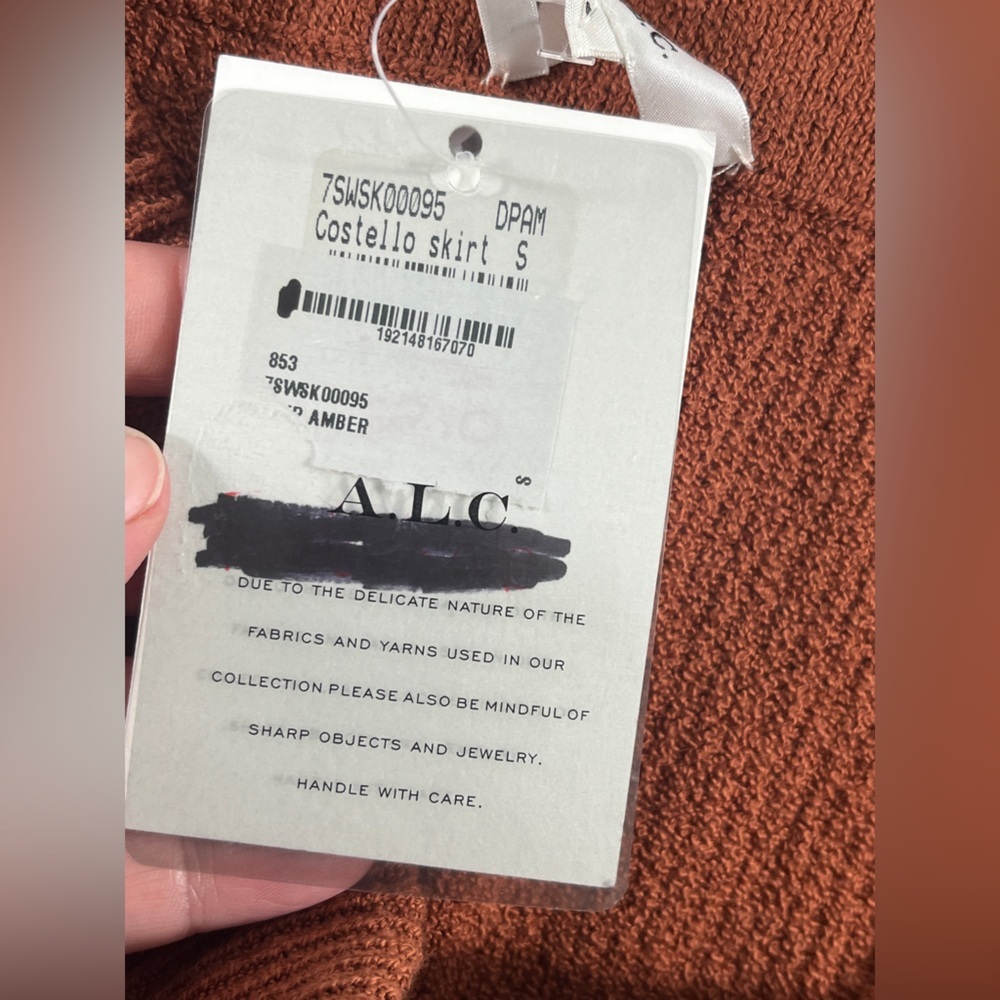 7SWSK00095 DPAM
Costello skirt S
192148167070
853
7SWSK00095
AMBER
S
A.L.C.
DUE TO THE DELICATE NATURE OF THE
FABRICS AND YARNS USED IN OUR
COLLECTION PLEASE ALSO BE MINDFUL OF
SHARP OBJECTS AND JEWELRY.
HANDLE WITH CARE.